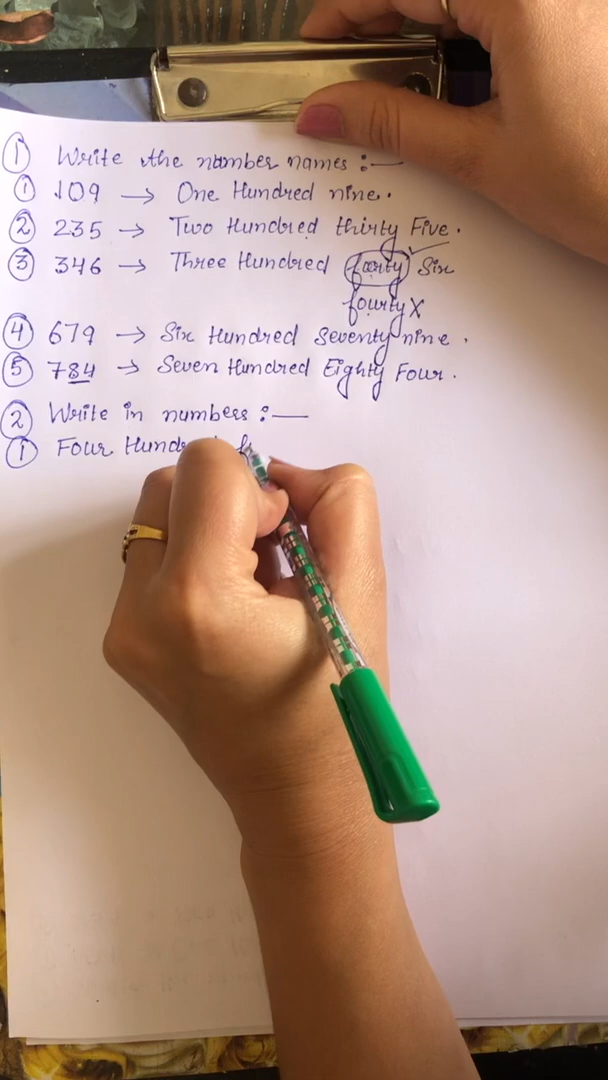 ① Write the number names :—
① 109 → One Hundred nine.
② 235 → Two Hundred thirty Five.
③ 346 → Three Hundred forty Six ✓
fourty X
④ 679 → Six Hundred Seventy nine.
⑤ 784 → Seven Hundred Eighty Four.
② Write in numbers :—
① Four Hundred f